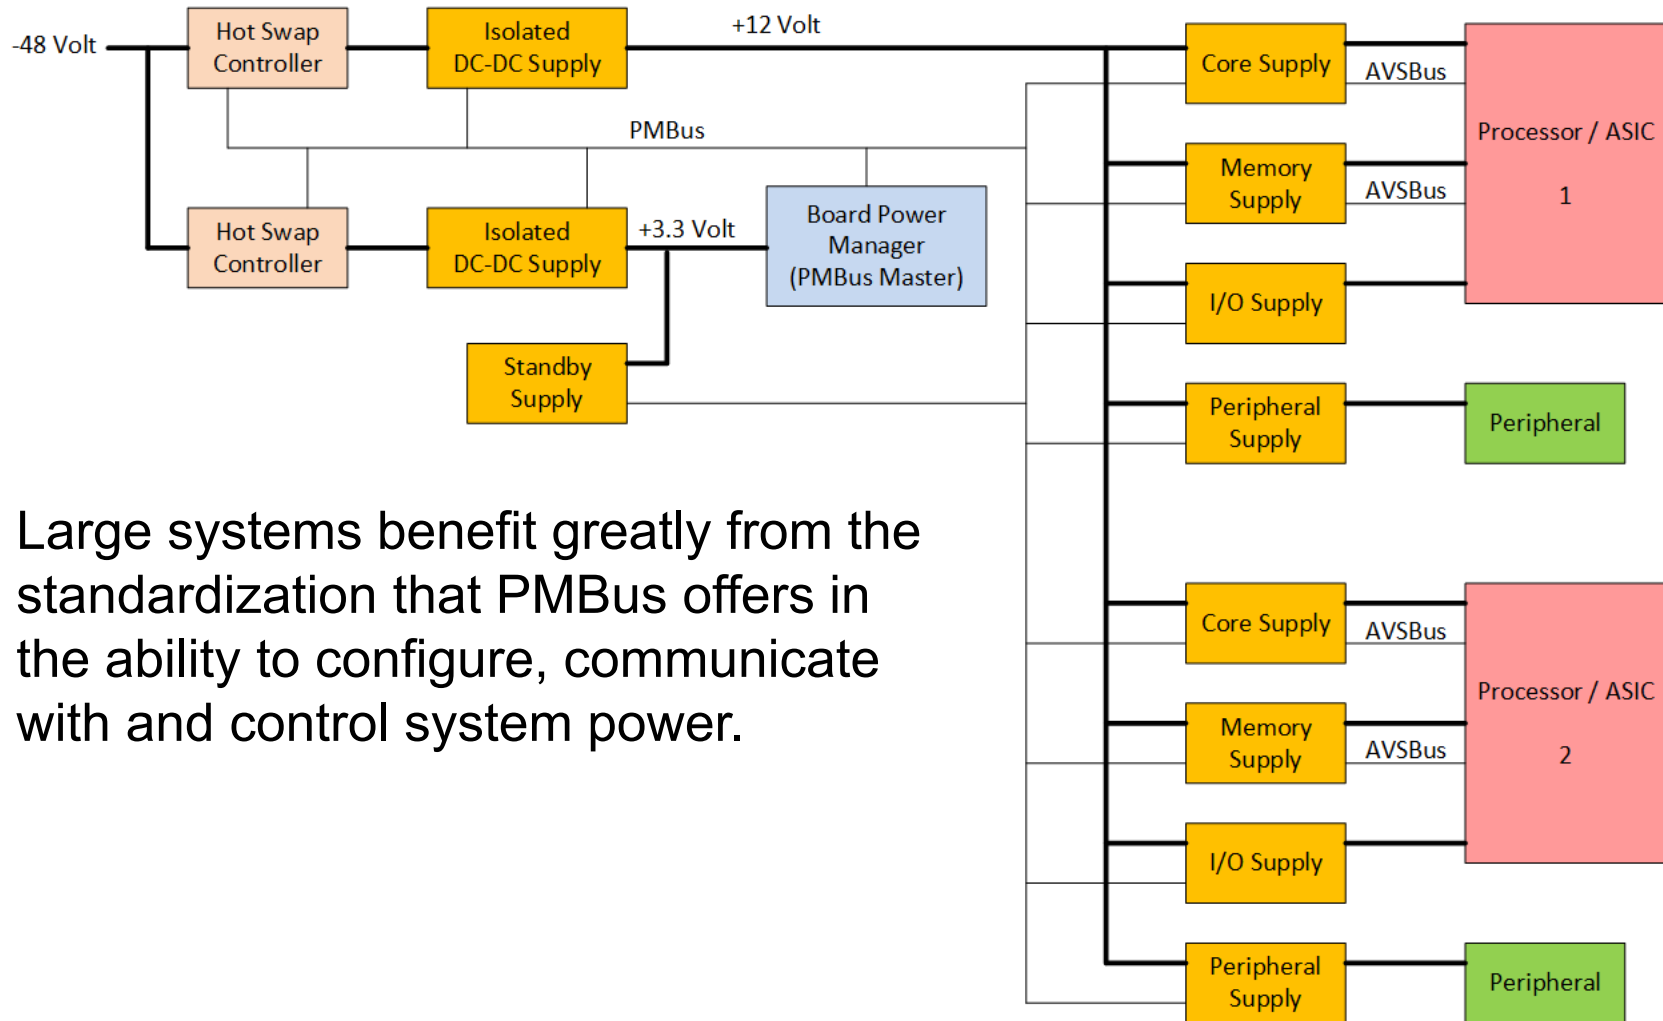 -48 Volt
Hot Swap
Controller
Isolated
DC-DC Supply
+12 Volt
PMBus
Hot Swap
Controller
Isolated
DC-DC Supply
+3.3 Volt
Board Power
Manager
(PMBus Master)
Standby
Supply
Core Supply
AVSBus
Memory
Supply
AVSBus
I/O Supply
Processor / ASIC
1
Peripheral
Supply
Peripheral
Large systems benefit greatly from the
standardization that PMBus offers in
the ability to configure, communicate
with and control system power.
Core Supply
AVSBus
Memory
Supply
AVSBus
I/O Supply
Processor / ASIC
2
Peripheral
Supply
Peripheral